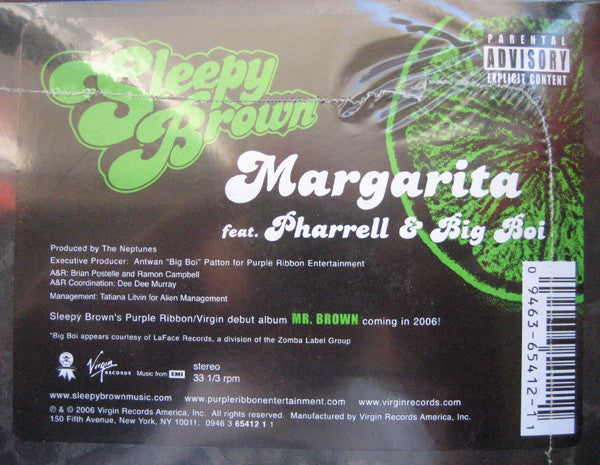 PARENTAL
ADVISORY
EXPLICIT CONTENT
Sleepy
Brown
Margarita
feat. Pharrell & Big Boi
Produced by The Neptunes
Executive Producer: Antwan "Big Boi" Patton for Purple Ribbon Entertainment
A&R: Brian Postelle and Ramon Campbell
A&R Coordination: Dee Dee Murray
Management: Tatiana Litvin for Alien Management
Sleepy Brown's Purple Ribbon/Virgin debut album MR. BROWN coming in 2006!
*Big Boi appears courtesy of LaFace Records, a division of the Zomba Label Group
Virgin
RECORDS
Music from EMI
stereo
33 1/3 rpm
www.sleepybrownmusic.com www.purpleribbonentertainment.com www.virginrecords.com
℗ & © 2006 Virgin Records America, Inc. All rights reserved. Manufactured by Virgin Records America, Inc.
150 Fifth Avenue, New York, NY 10011. 0946 3 65412 1 1
0 9463-65412-1 1